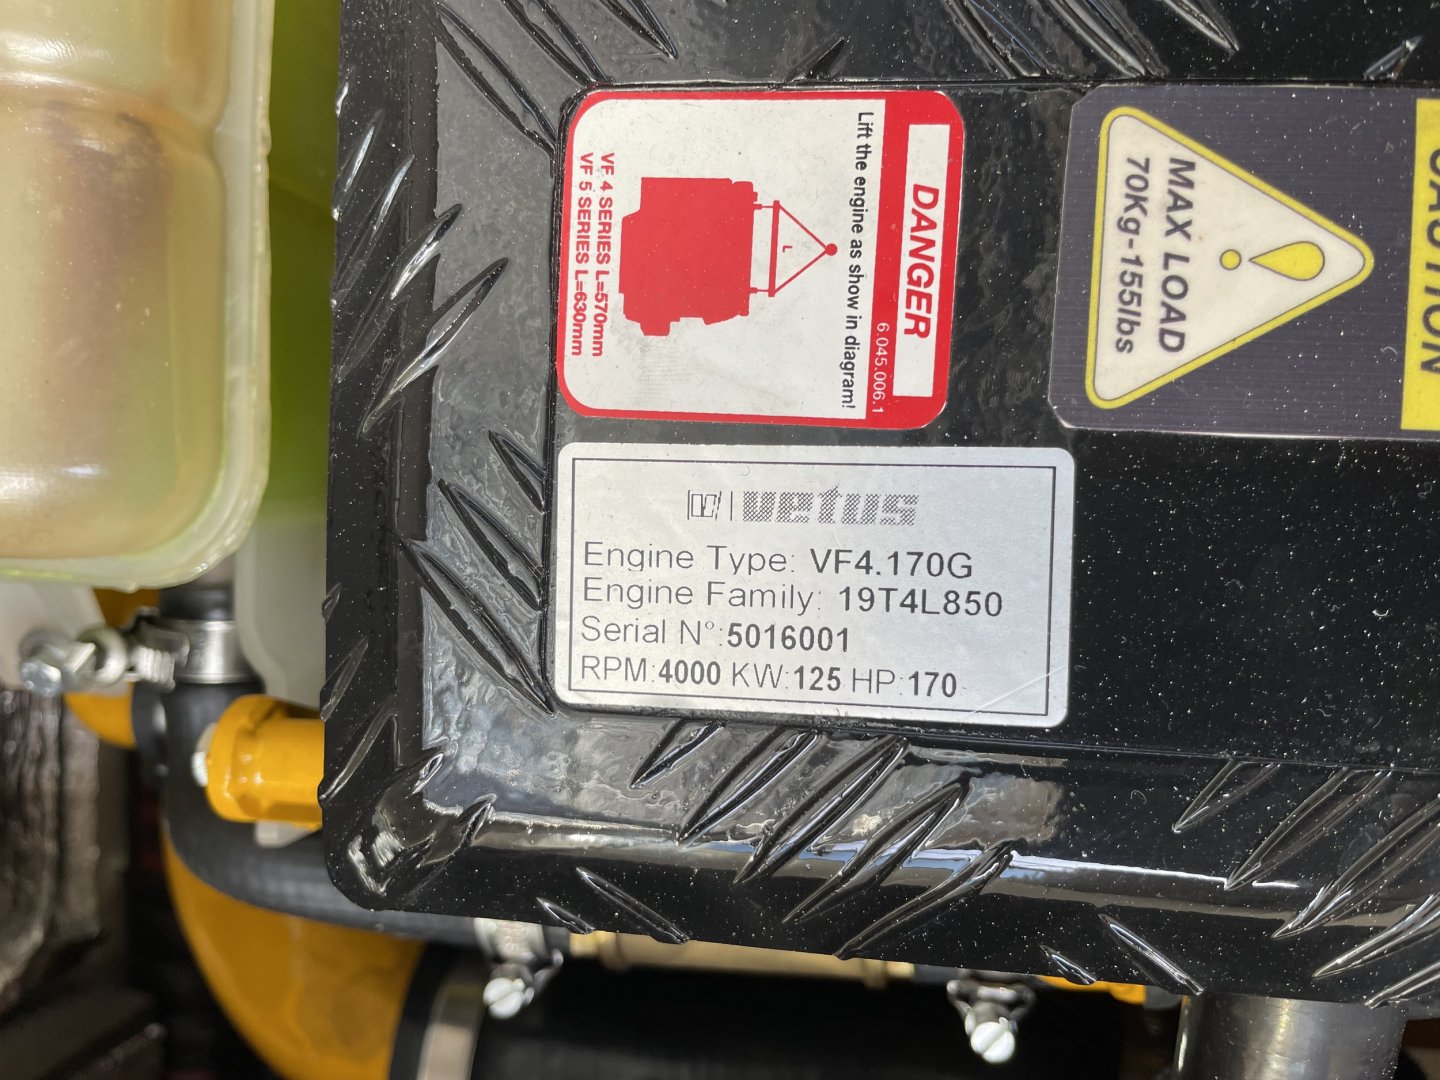 DANGER
6.045.006.1
Lift the engine as show in diagram!
L
VF 4 SERIES L=570mm
VF 5 SERIES L=630mm
CAUTION
MAX LOAD
70Kg-155lbs
vetus
Engine Type: VF4.170G
Engine Family: 19T4L850
Serial N°:5016001
RPM:4000 KW:125 HP:170